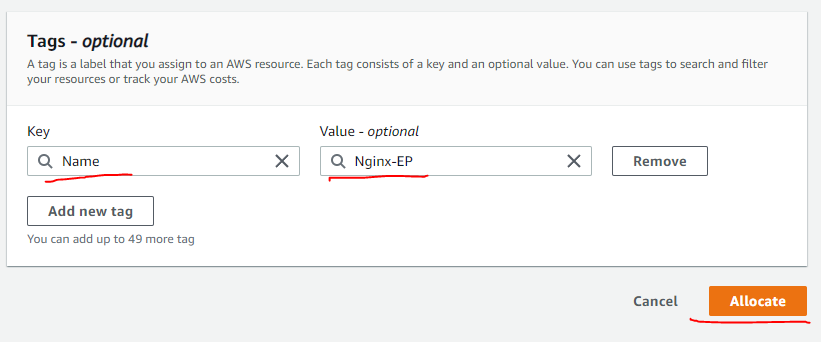 Tags - optional
A tag is a label that you assign to an AWS resource. Each tag consists of a key and an optional value. You can use tags to search and filter
your resources or track your AWS costs.
Key
Value - optional
Name
Nginx-EP
Remove
Add new tag
You can add up to 49 more tag
Cancel
Allocate